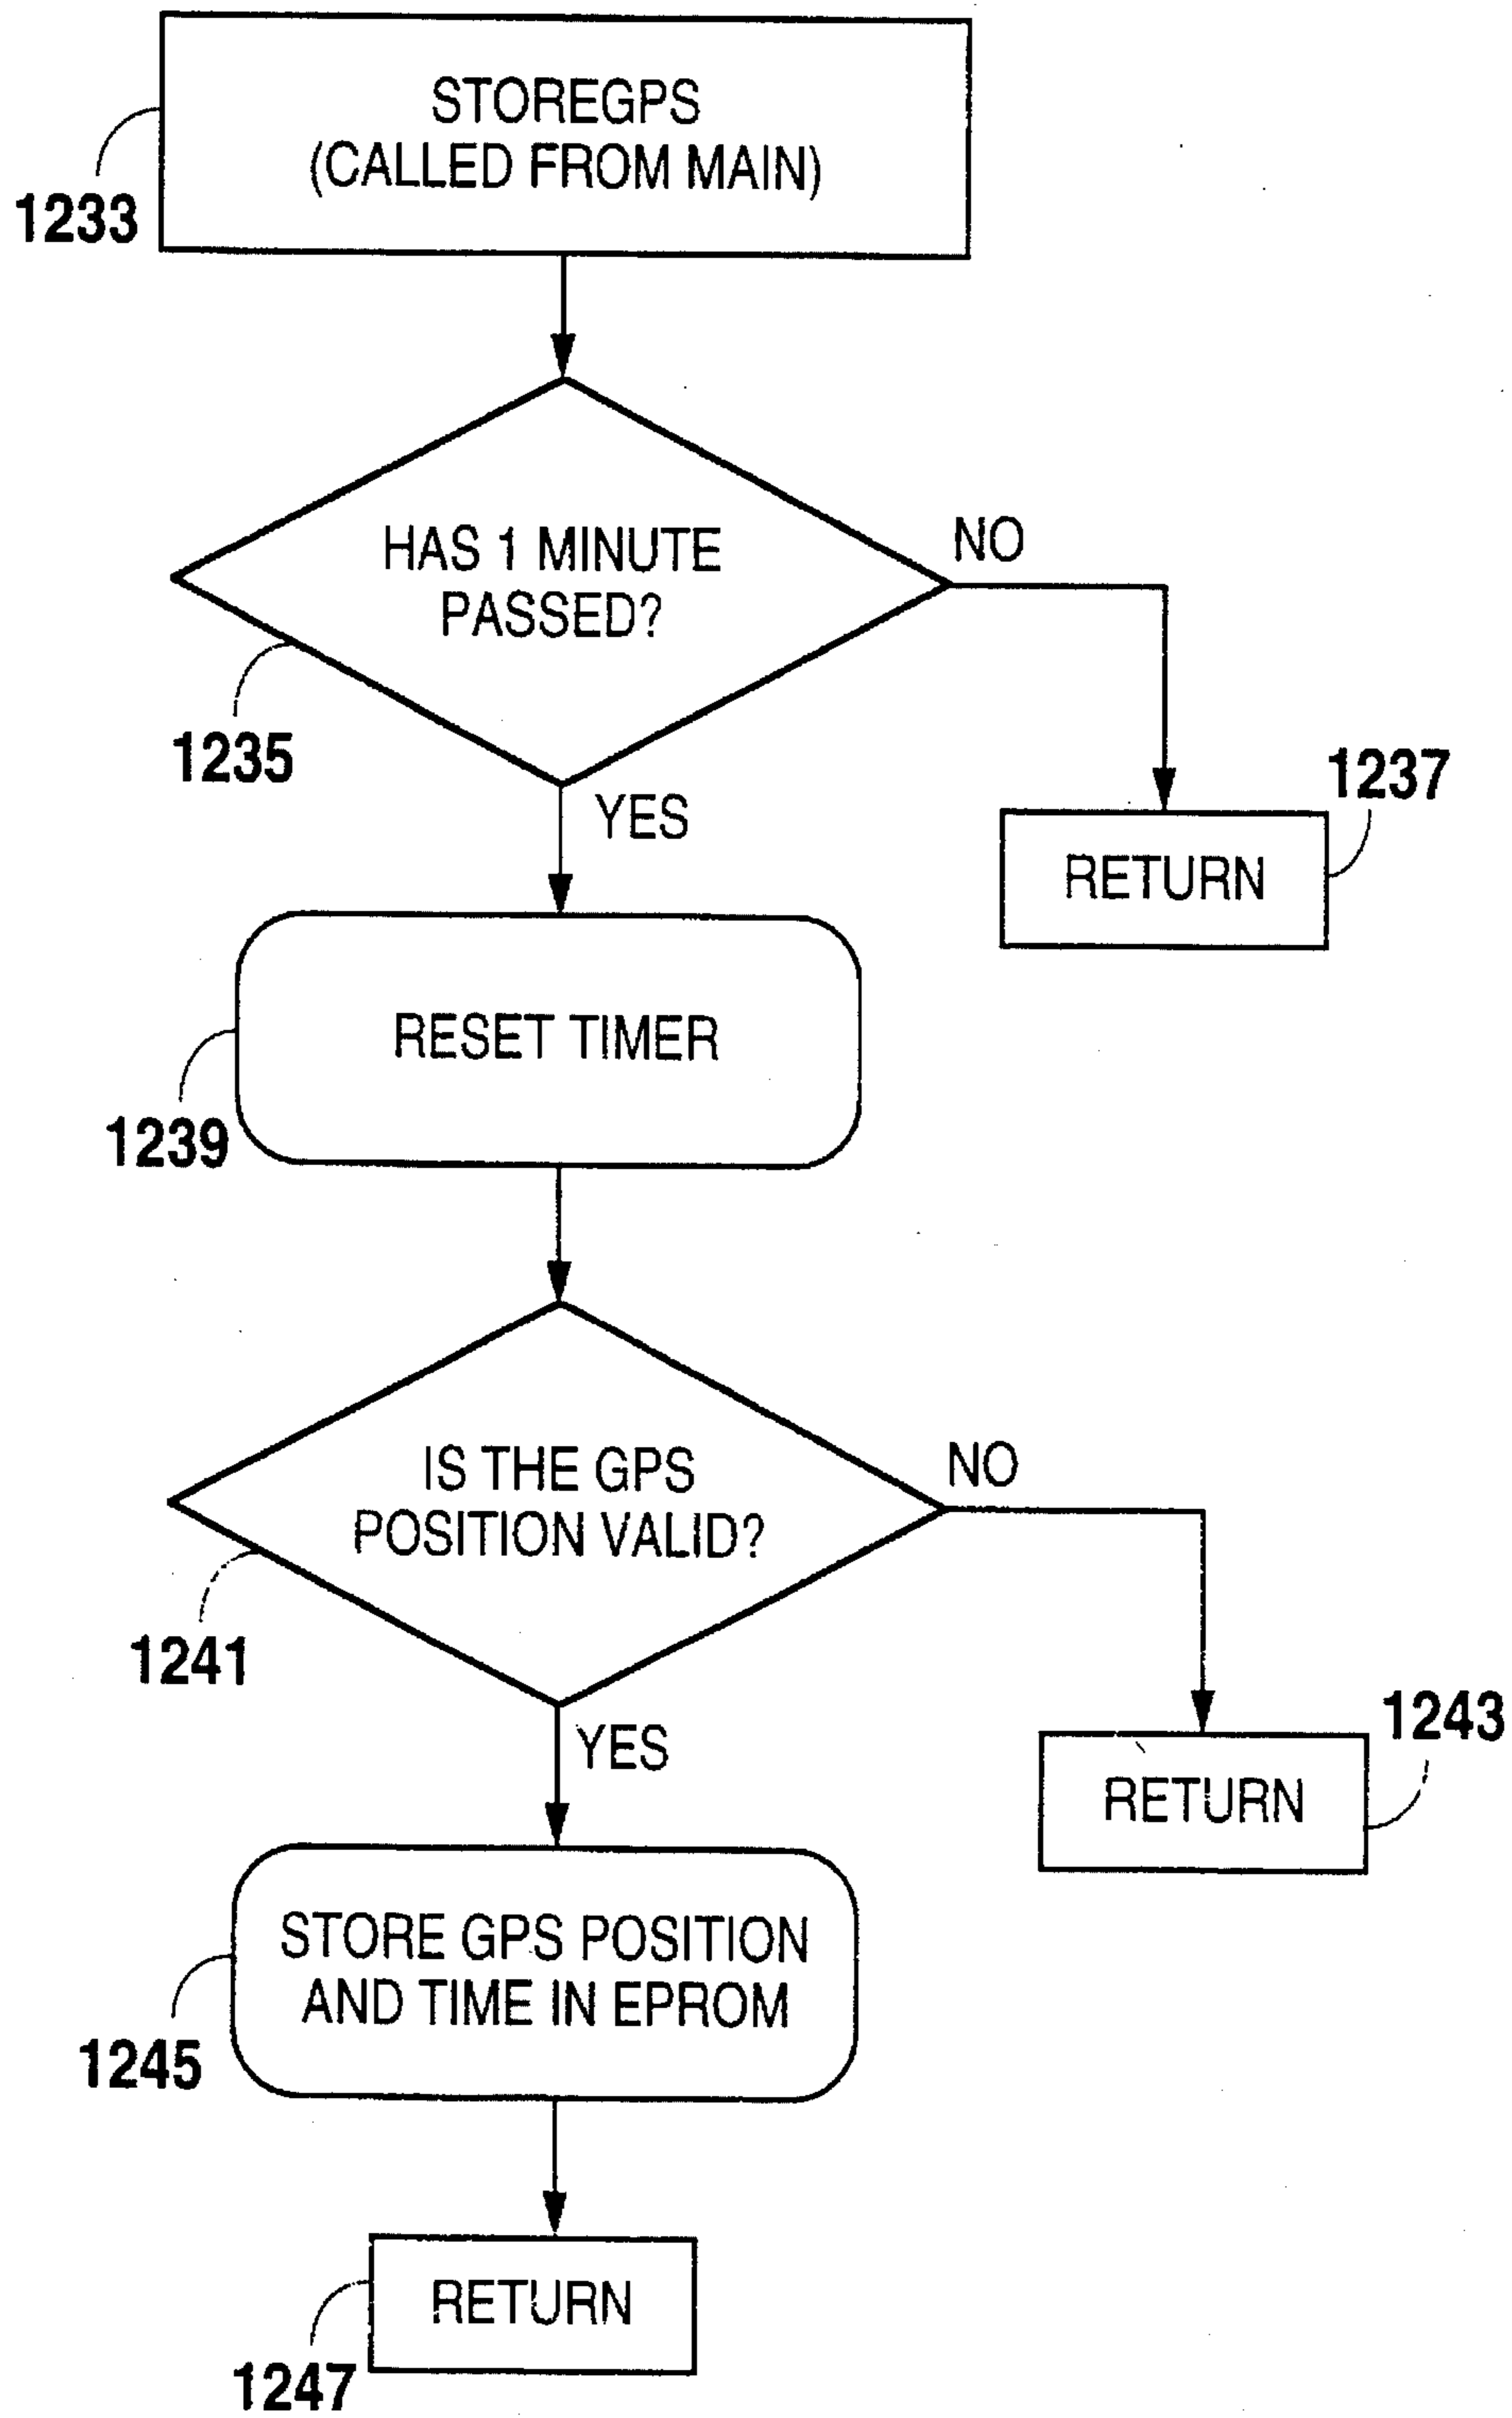 STOREGPS
(CALLED FROM MAIN)
1233
HAS 1 MINUTE
PASSED?
NO
1235
YES
1237
RETURN
RESET TIMER
1239
IS THE GPS
POSITION VALID?
NO
1241
YES
1243
RETURN
STORE GPS POSITION
AND TIME IN EPROM
1245
RETURN
1247